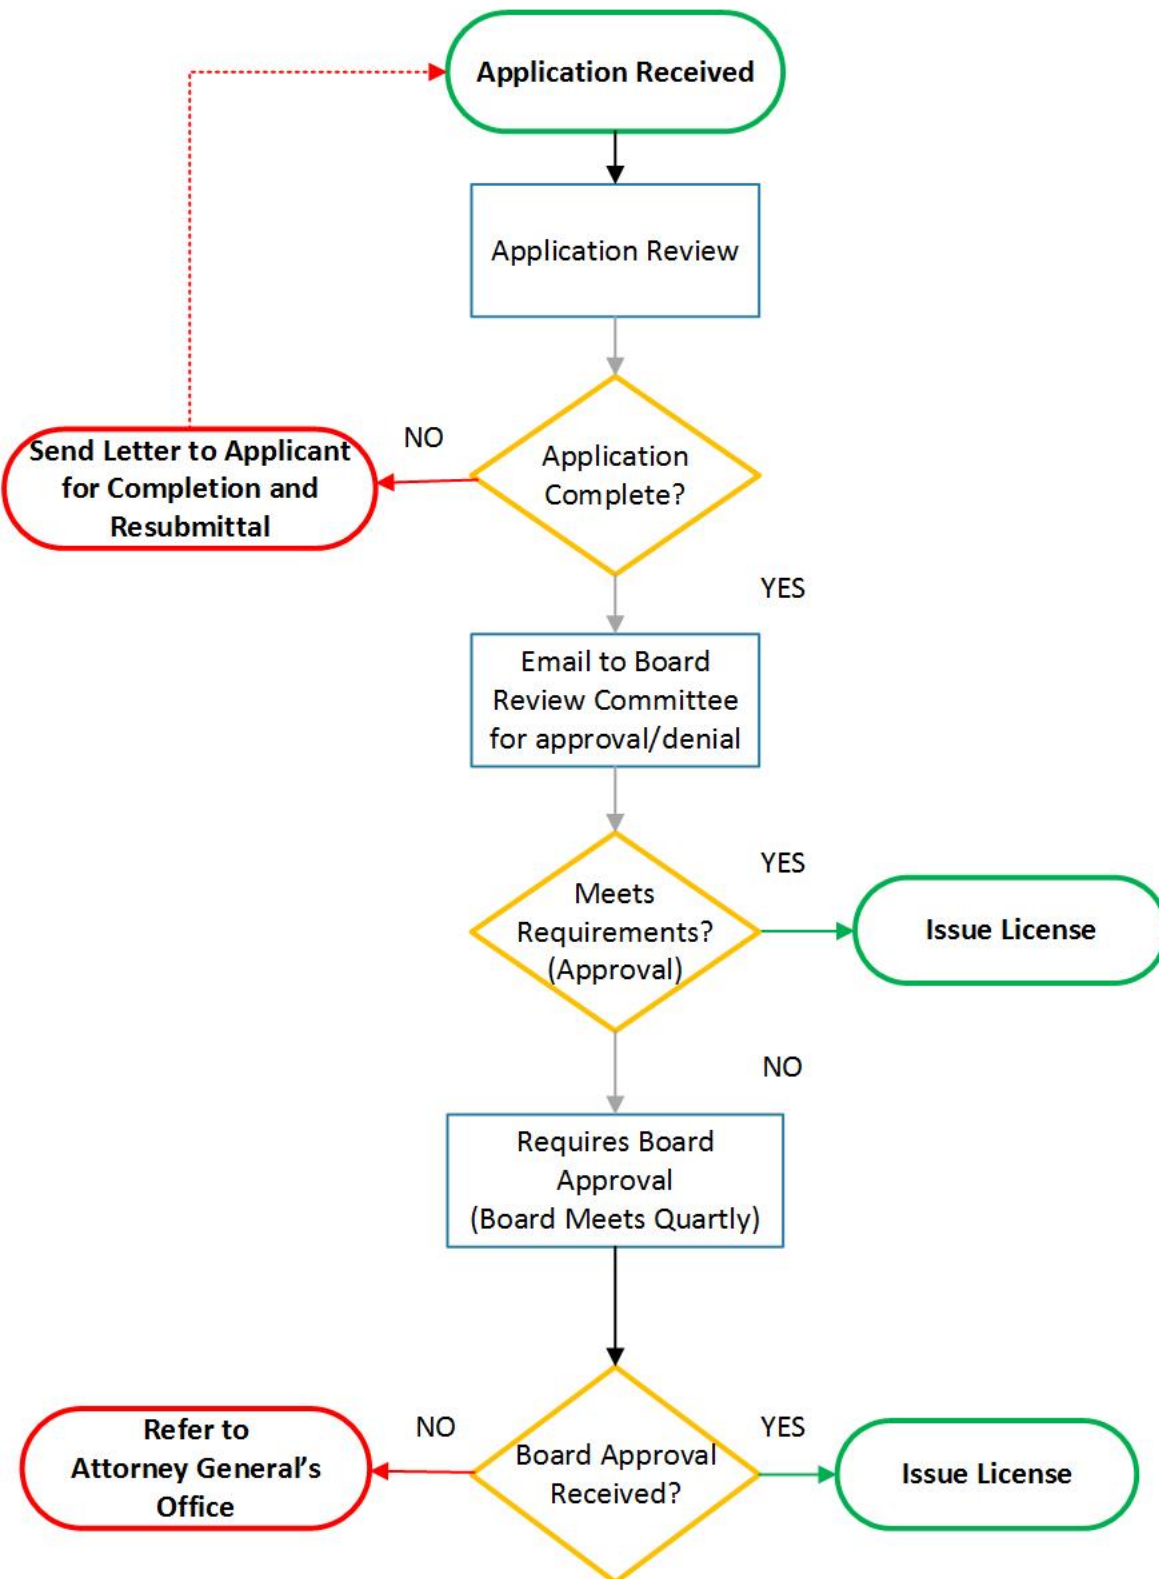 Application Received
Application Review
NO
Application
Complete?
Send Letter to Applicant
for Completion and
Resubmittal
YES
Email to Board
Review Committee
for approval/denial
YES
Meets
Requirements?
(Approval)
Issue License
NO
Requires Board
Approval
(Board Meets Quartly)
Refer to
Attorney General's
Office
NO
Board Approval
Received?
YES
Issue License